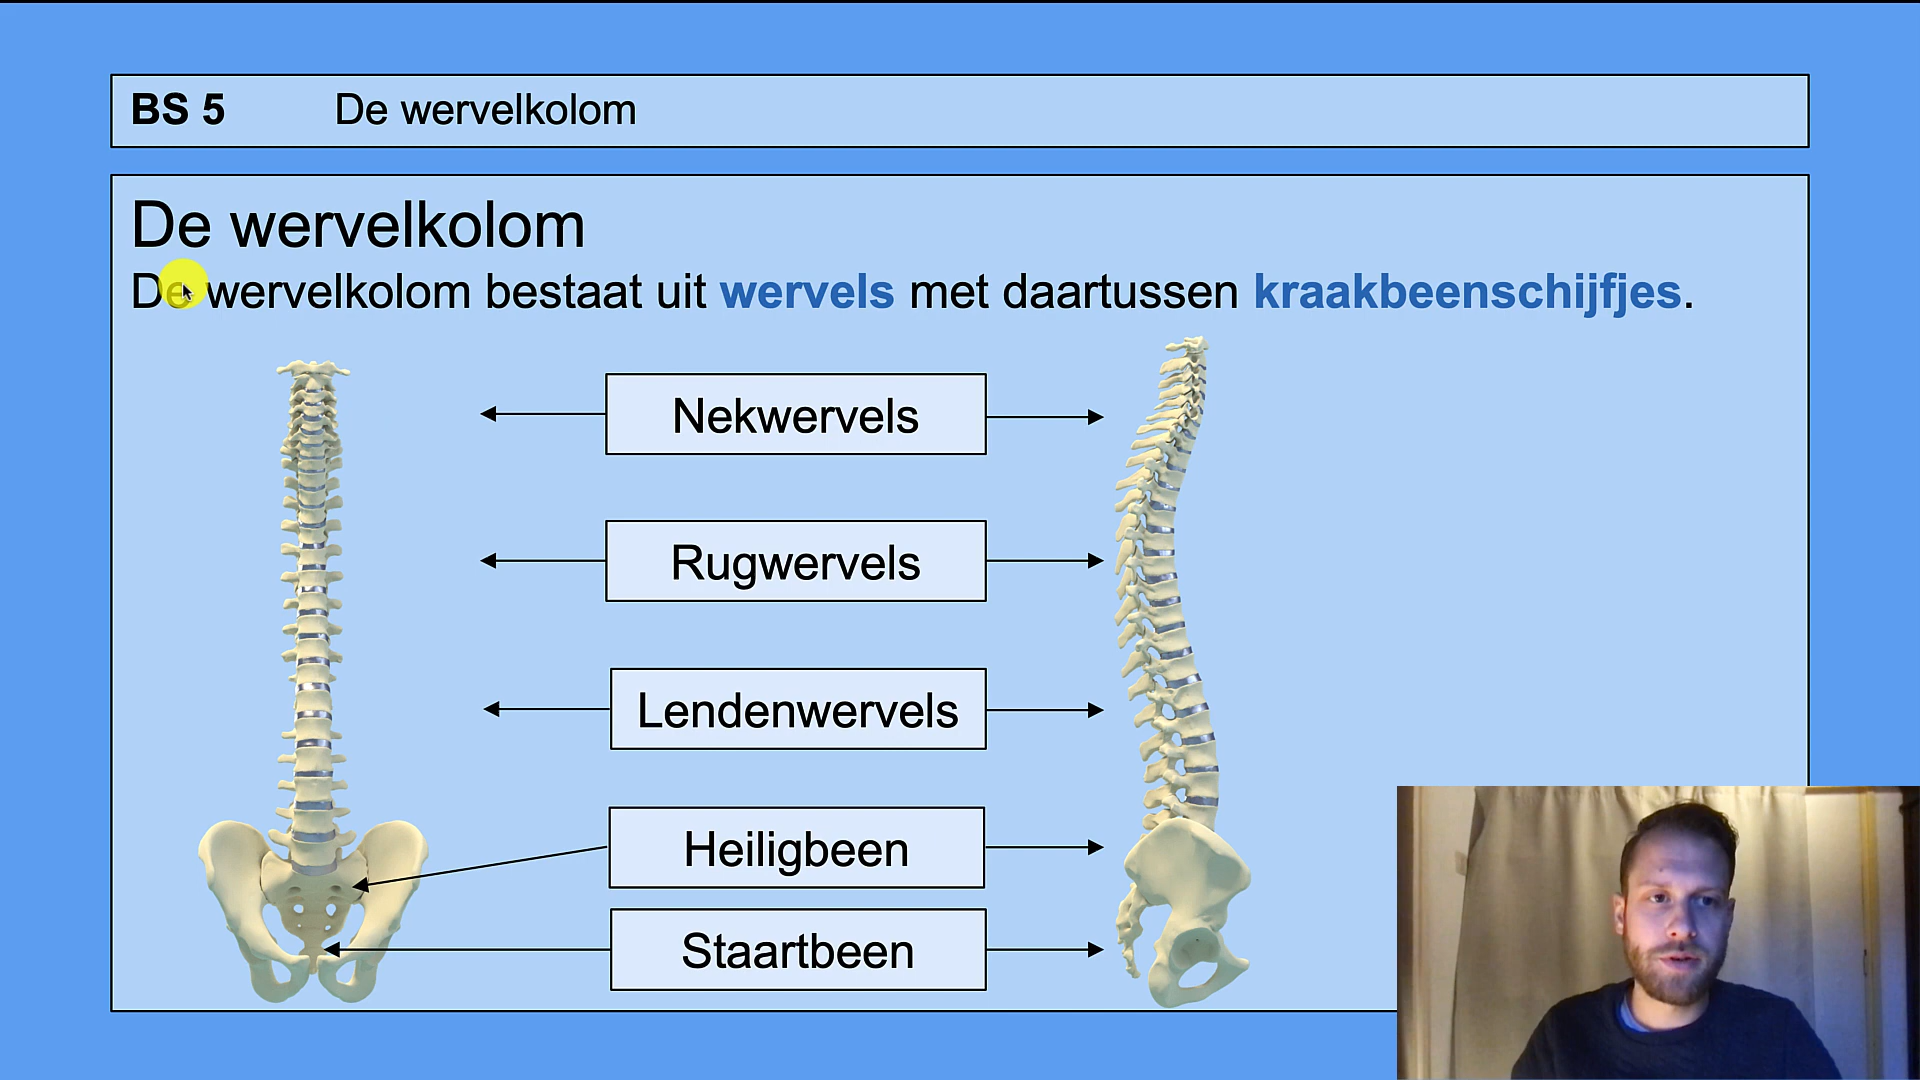 BS 5 De wervelkolom
De wervelkolom
De wervelkolom bestaat uit wervels met daartussen kraakbeenschijfjes.
Nekwervels
Rugwervels
Lendenwervels
Heiligbeen
Staartbeen